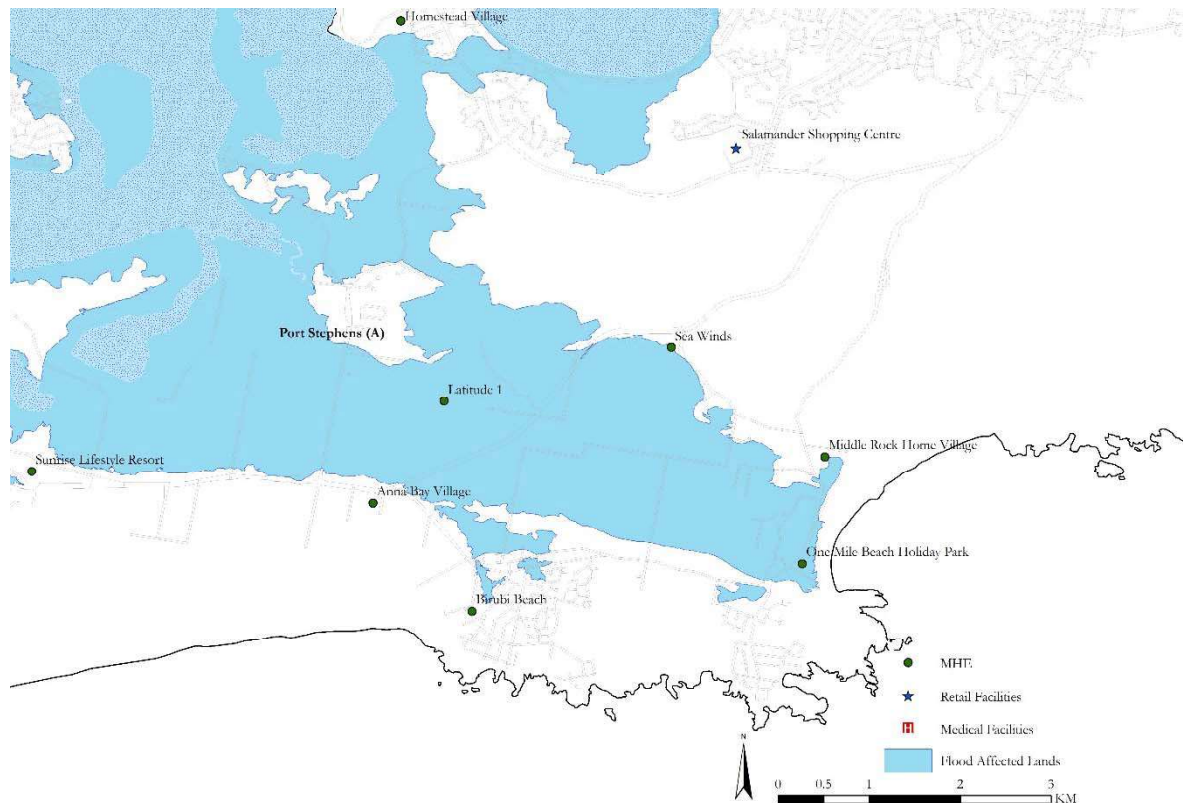 Homestead Village
Salamander Shopping Centre
Port Stephens (A)
Sea Winds
Latitude 1
Middle Rock Home Village
Sunrise Lifestyle Resort
Anna Bay Village
One Mile Beach Holiday Park
Birubi Beach
MHE
Retail Facilities
H Medical Facilities
Flood Affected Lands
N
0 0.5 1 2 3
KM